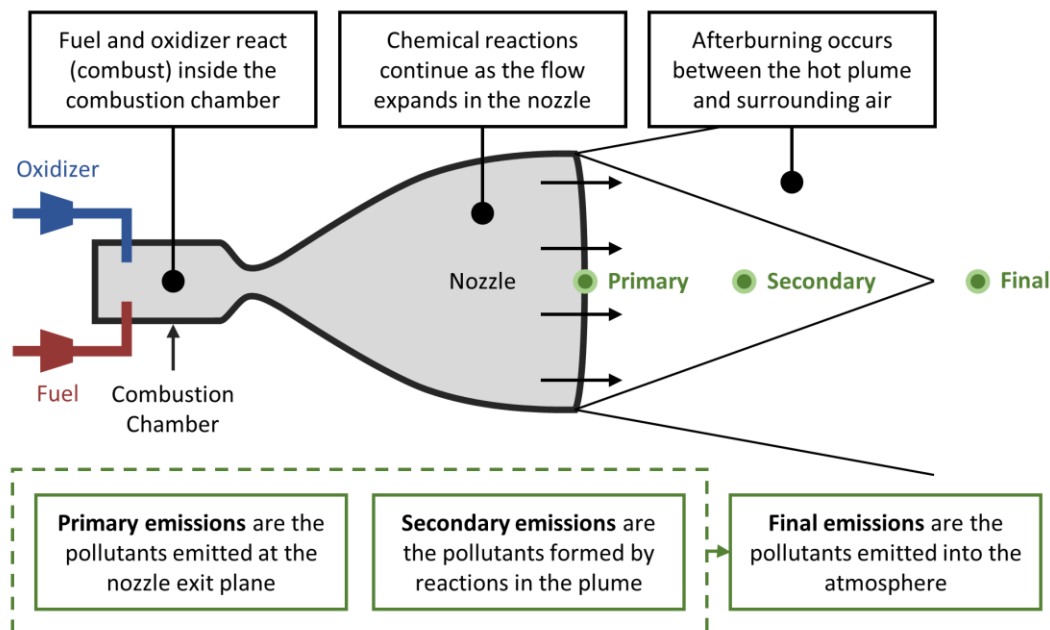 Fuel and oxidizer react
(combust) inside the
combustion chamber
Chemical reactions
continue as the flow
expands in the nozzle
Afterburning occurs
between the hot plume
and surrounding air
Oxidizer
Nozzle
Primary
Secondary
Final
Fuel
Combustion
Chamber
Primary emissions are the
pollutants emitted at the
nozzle exit plane
Secondary emissions are
the pollutants formed by
reactions in the plume
Final emissions are the
pollutants emitted into the
atmosphere